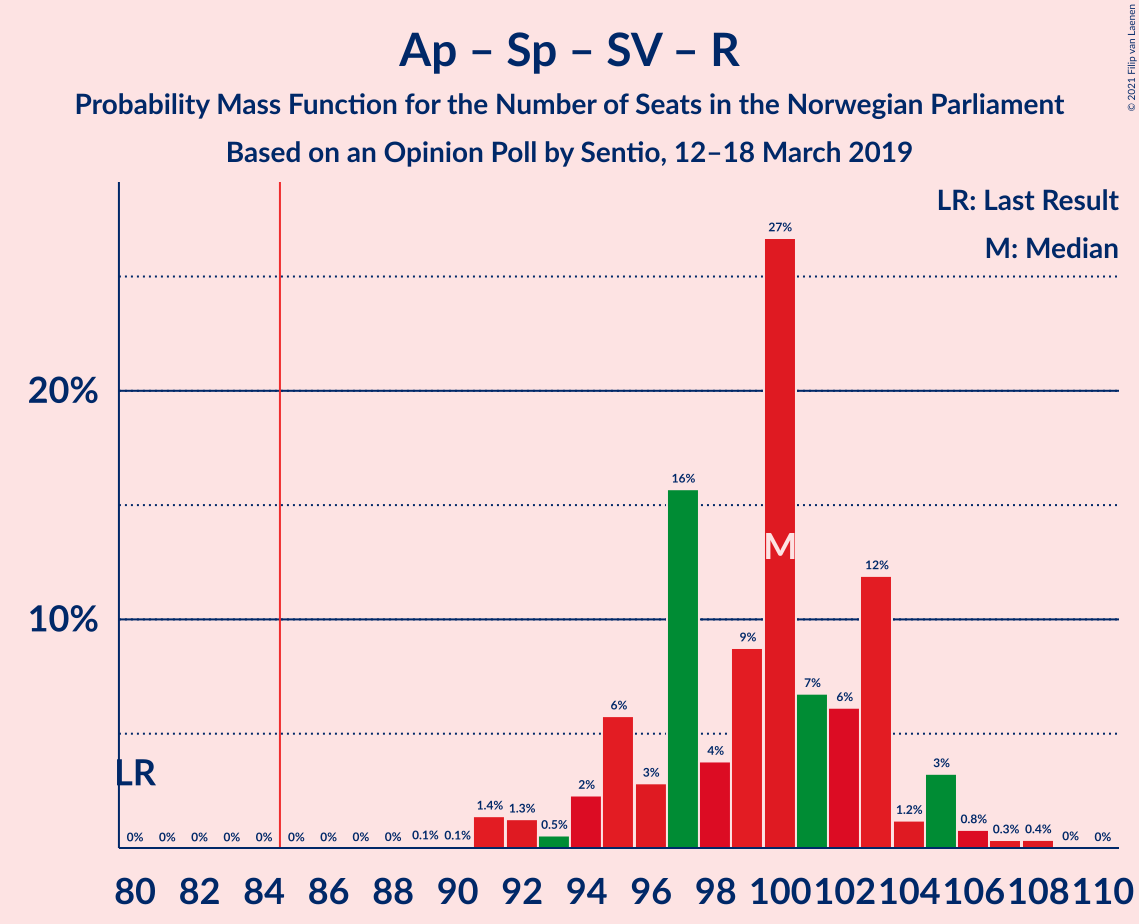 Ap – Sp – SV – R
Probability Mass Function for the Number of Seats in the Norwegian Parliament
Based on an Opinion Poll by Sentio, 12–18 March 2019
© 2021 Filip van Laenen
LR: Last Result
M: Median
20%
10%
LR
M
0% 0% 0% 0% 0% 0% 0% 0% 0% 0.1% 0.1% 1.4% 1.3% 0.5% 2% 6% 3% 16% 4% 9% 27% 7% 6% 12% 1.2% 3% 0.8% 0.3% 0.4% 0% 0%
80 82 84 86 88 90 92 94 96 98 100 102 104 106 108 110